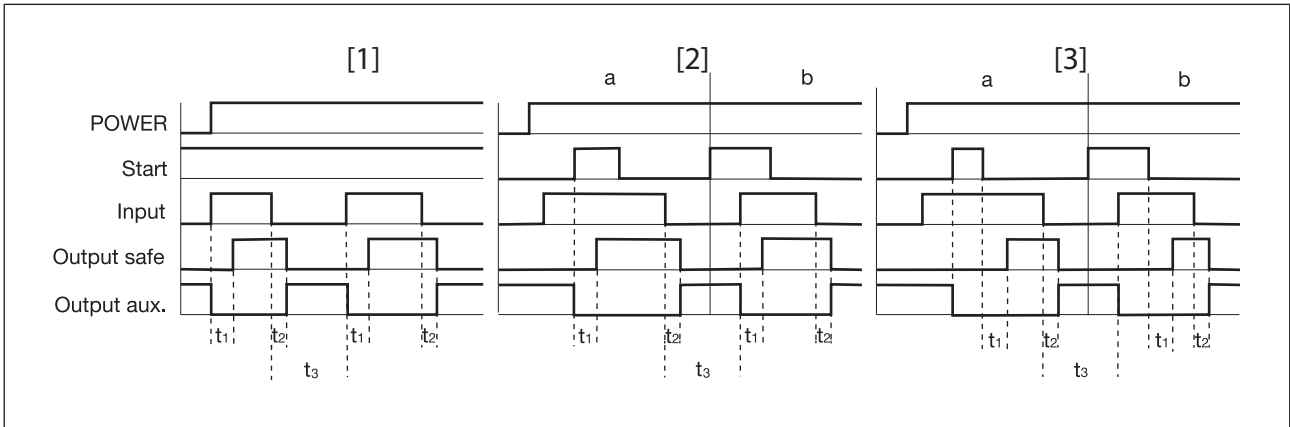 [1] [2] [3]
a b a b
POWER
Start
Input
Output safe
Output aux.
t1 t2 t1 t2 t1 t2 t1 t2 t1 t2 t1 t2
t3 t3 t3